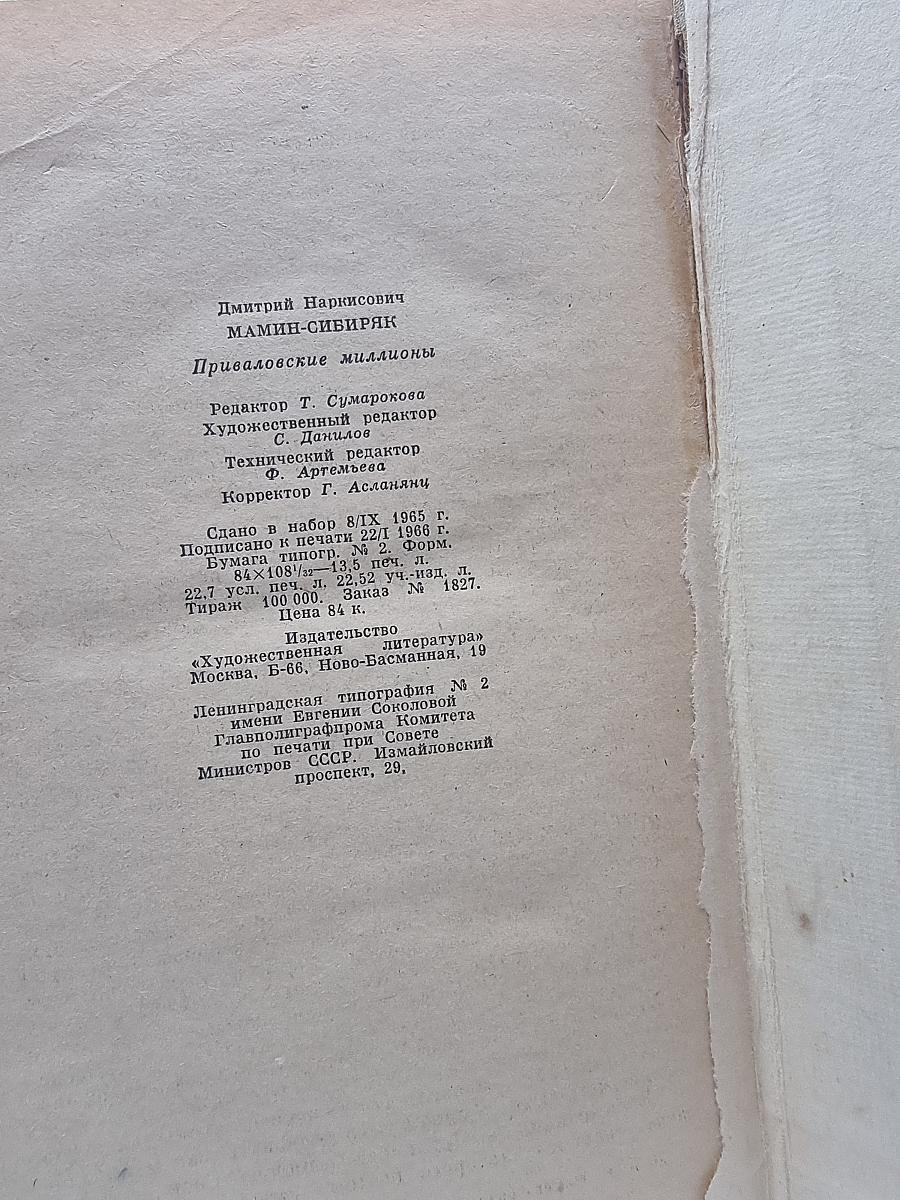 Дмитрий Наркисович
МАМИН-СИБИРЯК
Приваловские миллионы
Редактор Т. Сумарокова
Художественный редактор
С. Данилов
Технический редактор
Ф. Артемьева
Корректор Г. Асланянц
Сдано в набор 8/IX 1965 г.
Подписано к печати 22/I 1966 г.
Бумага типогр. № 2. Форм.
84×108¹/₃₂—13,5 печ. л.
22,7 усл. печ. л. 22,52 уч.-изд. л.
Тираж 100 000. Заказ № 1827.
Цена 84 к.
Издательство
«Художественная литература»
Москва, Б-66, Ново-Басманная, 19
Ленинградская типография № 2
имени Евгении Соколовой
Главполиграфпрома Комитета
по печати при Совете
Министров СССР. Измайловский
проспект, 29,